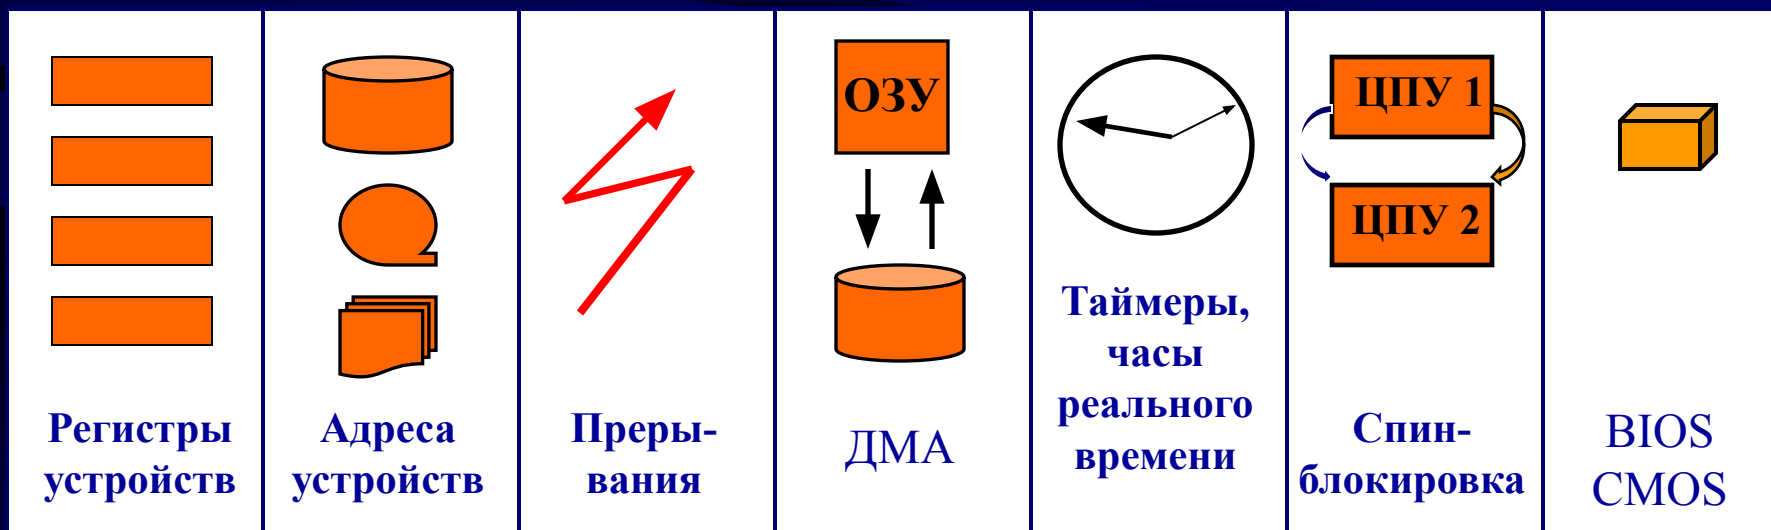 Регистры
устройств
Адреса
устройств
Преры-
вания
ОЗУ
ДМА
Таймеры,
часы
реального
времени
ЦПУ 1
ЦПУ 2
Спин-
блокировка
BIOS
CMOS